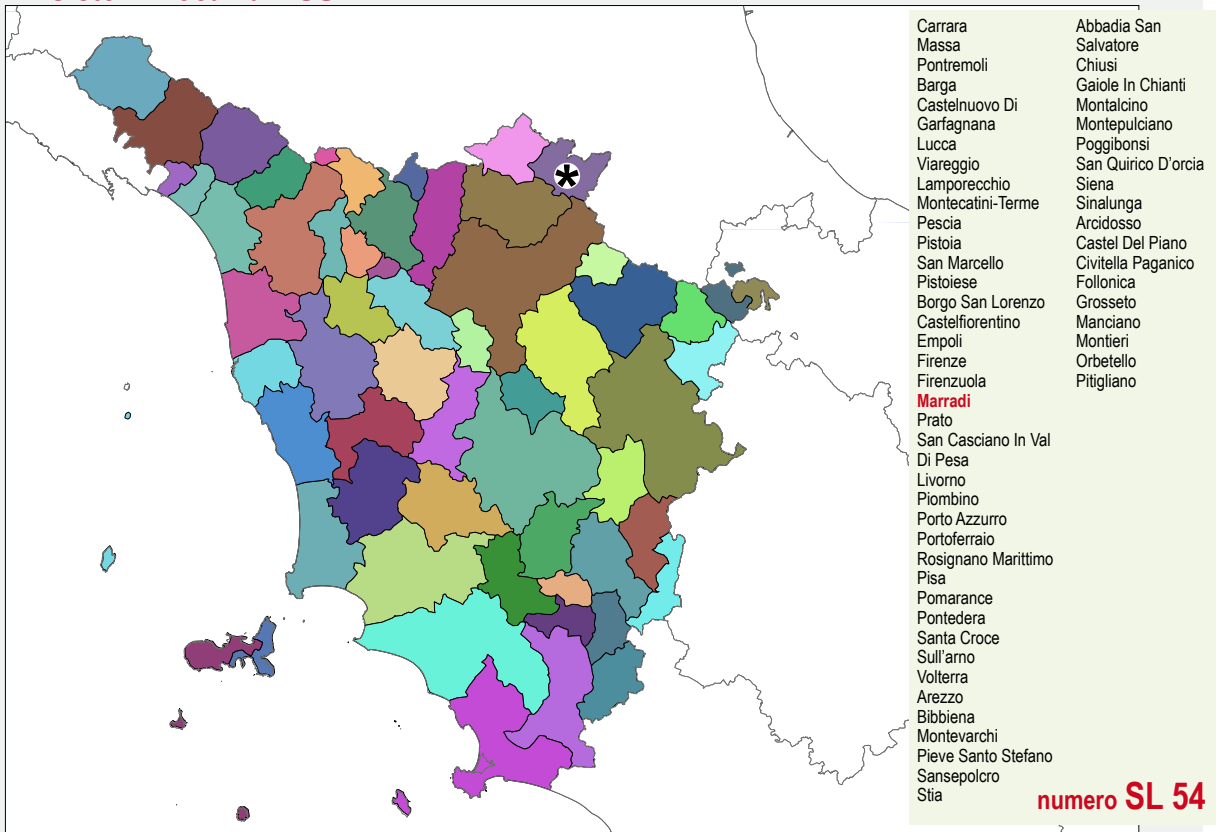 Carrara
Massa
Pontremoli
Barga
Castelnuovo Di
Garfagnana
Lucca
Viareggio
Lamporecchio
Montecatini-Terme
Pescia
Pistoia
San Marcello
Pistoiese
Borgo San Lorenzo
Castelfiorentino
Empoli
Firenze
Firenzuola
Marradi
Prato
San Casciano In Val
Di Pesa
Livorno
Piombino
Porto Azzurro
Portoferraio
Rosignano Marittimo
Pisa
Pomarance
Pontedera
Santa Croce
Sull'arno
Volterra
Arezzo
Bibbiena
Montevarchi
Pieve Santo Stefano
Sansepolcro
Stia
Abbadia San
Salvatore
Chiusi
Gaiole In Chianti
Montalcino
Montepulciano
Poggibonsi
San Quirico D'orcia
Siena
Sinalunga
Arcidosso
Castel Del Piano
Civitella Paganico
Follonica
Grosseto
Manciano
Montieri
Orbetello
Pitigliano
numero SL 54